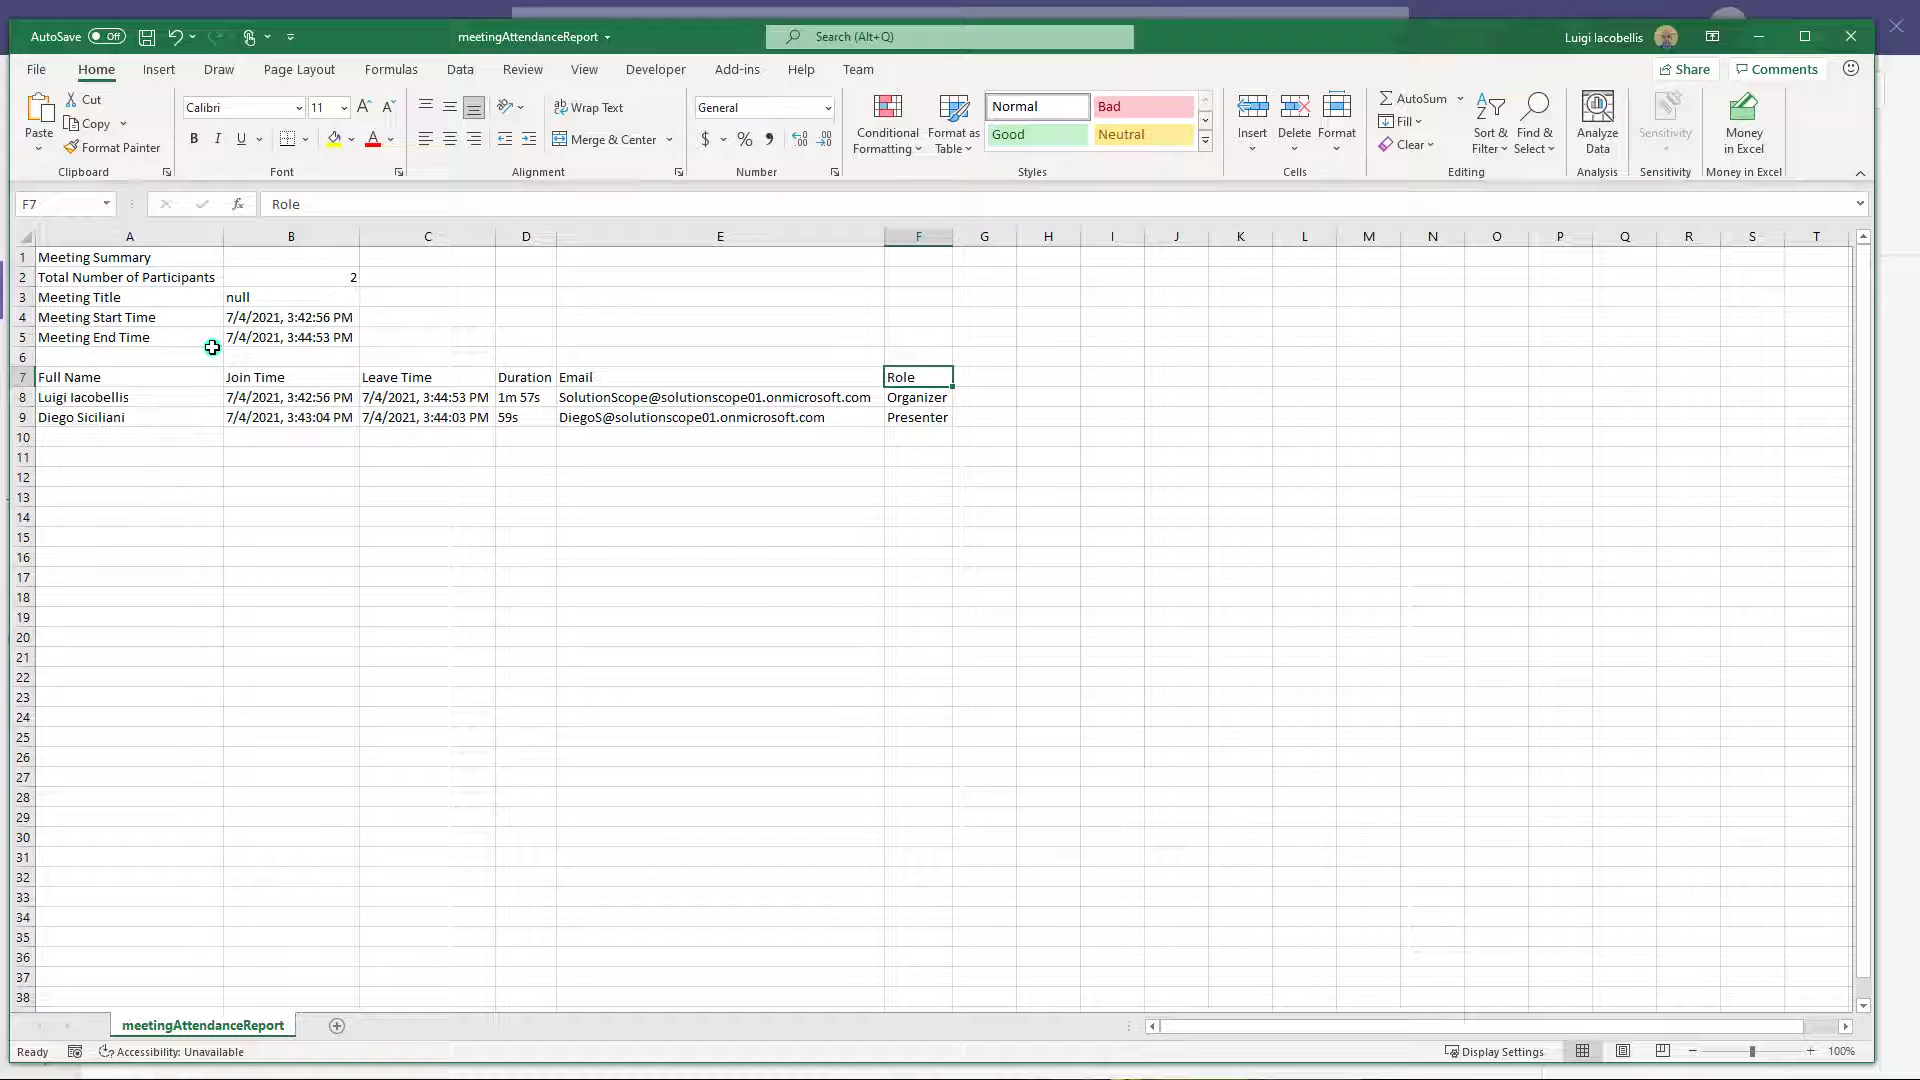 AutoSave Off meetingAttendanceReport Search (Alt+Q) Luigi Iacobellis
File Home Insert Draw Page Layout Formulas Data Review View Developer Add-ins Help Team Share Comments
Cut
Copy
Format Painter
Paste
Clipboard
Calibri 11
B I U A
Font
Wrap Text
Merge & Center
Alignment
General
$ % 9
Number
Conditional Formatting
Format as Table
Normal Bad
Good Neutral
Styles
Insert Delete Format
Cells
AutoSum
Fill
Clear
Sort & Filter
Find & Select
Editing
Analyze Data
Analysis
Sensitivity
Sensitivity
Money in Excel
Money in Excel
F7 fx Role
A B C D E F G H I J K L M N O P Q R S T
1 Meeting Summary
2 Total Number of Participants 2
3 Meeting Title null
4 Meeting Start Time 7/4/2021, 3:42:56 PM
5 Meeting End Time 7/4/2021, 3:44:53 PM
6
7 Full Name Join Time Leave Time Duration Email Role
8 Luigi Iacobellis 7/4/2021, 3:42:56 PM 7/4/2021, 3:44:53 PM 1m 57s SolutionScope@solutionscope01.onmicrosoft.com Organizer
9 Diego Siciliani 7/4/2021, 3:43:04 PM 7/4/2021, 3:44:03 PM 59s DiegoS@solutionscope01.onmicrosoft.com Presenter
10
11
12
13
14
15
16
17
18
19
20
21
22
23
24
25
26
27
28
29
30
31
32
33
34
35
36
37
38
meetingAttendanceReport
Ready Accessibility: Unavailable Display Settings 100%